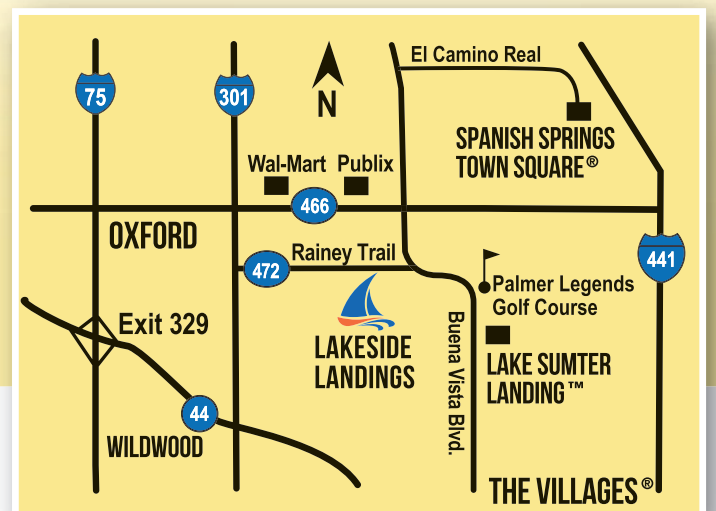 El Camino Real
75
301
N
SPANISH SPRINGS
TOWN SQUARE®
Wal-Mart
Publix
466
OXFORD
472
Rainey Trail
441
Palmer Legends
Golf Course
Exit 329
LAKESIDE
LANDINGS
Buena Vista Blvd.
LAKE SUMTER
LANDING™
44
WILDWOOD
THE VILLAGES®